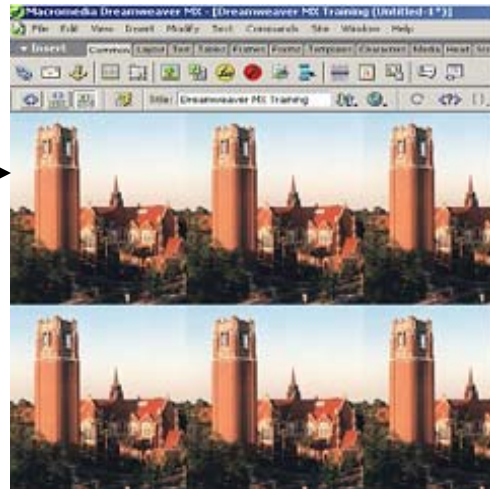 Macromedia Dreamweaver MX - [Dreamweaver MX Training (Untitled-1*)]
File Edit View Insert Modify Text Commands Site Window Help
Insert Common Layout Text Tables Frames Forms Templates Characters Media Head
Title: Dreamweaver MX Training